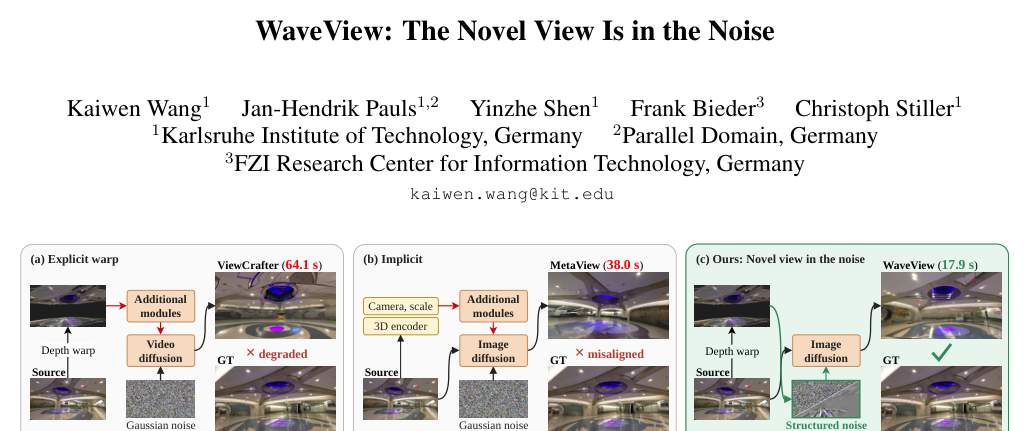 WaveView: The Novel View Is in the Noise
Kaiwen Wang¹ Jan-Hendrik Pauls¹,² Yinzhe Shen¹ Frank Bieder³ Christoph Stiller¹
¹Karlsruhe Institute of Technology, Germany ²Parallel Domain, Germany
³FZI Research Center for Information Technology, Germany
kaiwen.wang@kit.edu
(a) Explicit warp
ViewCrafter (64.1 s)
Additional
modules
Depth warp
Video
diffusion
✕ degraded
GT
Source
Gaussian noise
(b) Implicit
MetaView (38.0 s)
Camera, scale
3D encoder
Additional
modules
Image
diffusion
✕ misaligned
GT
Source
Gaussian noise
(c) Ours: Novel view in the noise
WaveView (17.9 s)
Depth warp
Image
diffusion
GT
Source
Structured noise